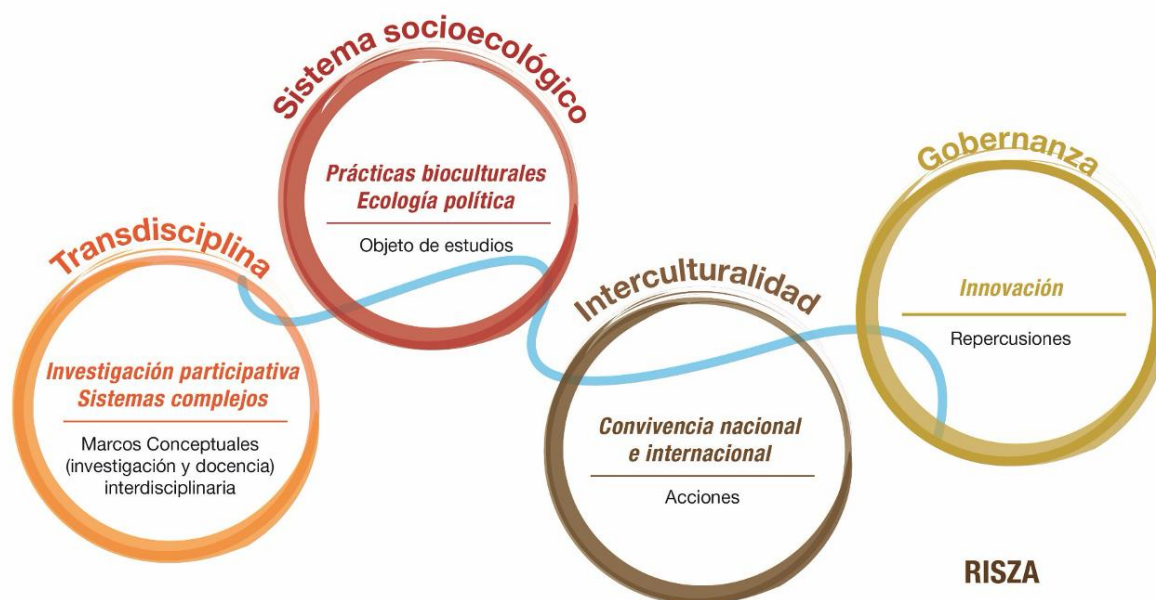 Transdisciplina
Investigación participativa
Sistemas complejos
Marcos Conceptuales
(investigación y docencia)
interdisciplinaria
Sistema socioecológico
Prácticas bioculturales
Ecología política
Objeto de estudios
Interculturalidad
Convivencia nacional
e internacional
Acciones
Gobernanza
Innovación
Repercusiones
RISZA